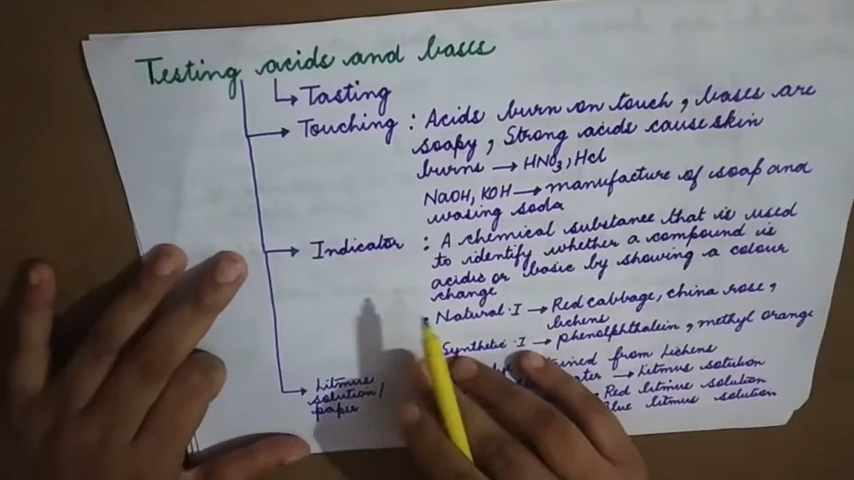 Testing acids and bases
Tasting
Touching : Acids burn on touch, bases are
soapy, Strong acids cause skin
burns → HNO3, Hcl
NaOH, KOH → manufacture of soap and
wasing soda
Indicator : A chemical substance that is used
to identify whether a compound is
acidic or basic by showing a colour
change
Natural·I → Red cabbage, china rose,
lichens
Synthetic·I → phenolphthalein, methyl orange
Litmus
solution/
paper
from Lichens
→ Litmus solution
Red litmus solution
Blue litmus solution